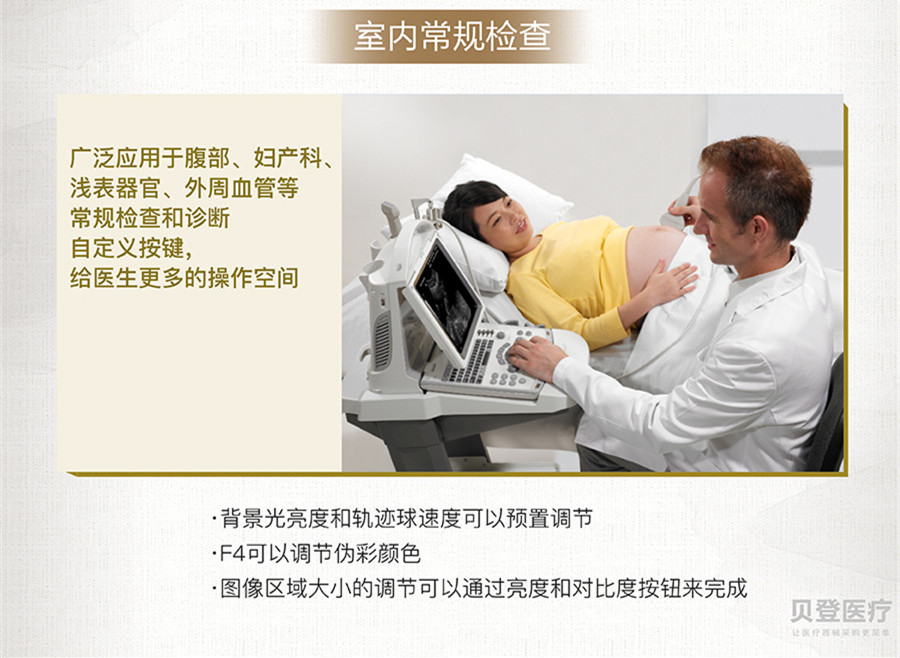 室内常规检查
广泛应用于腹部、妇产科、
浅表器官、外周血管等
常规检查和诊断
自定义按键,
给医生更多的操作空间
·背景光亮度和轨迹球速度可以预置调节
·F4可以调节伪彩颜色
·图像区域大小的调节可以通过亮度和对比度按钮来完成
贝登医疗
让医疗器械采购更简单